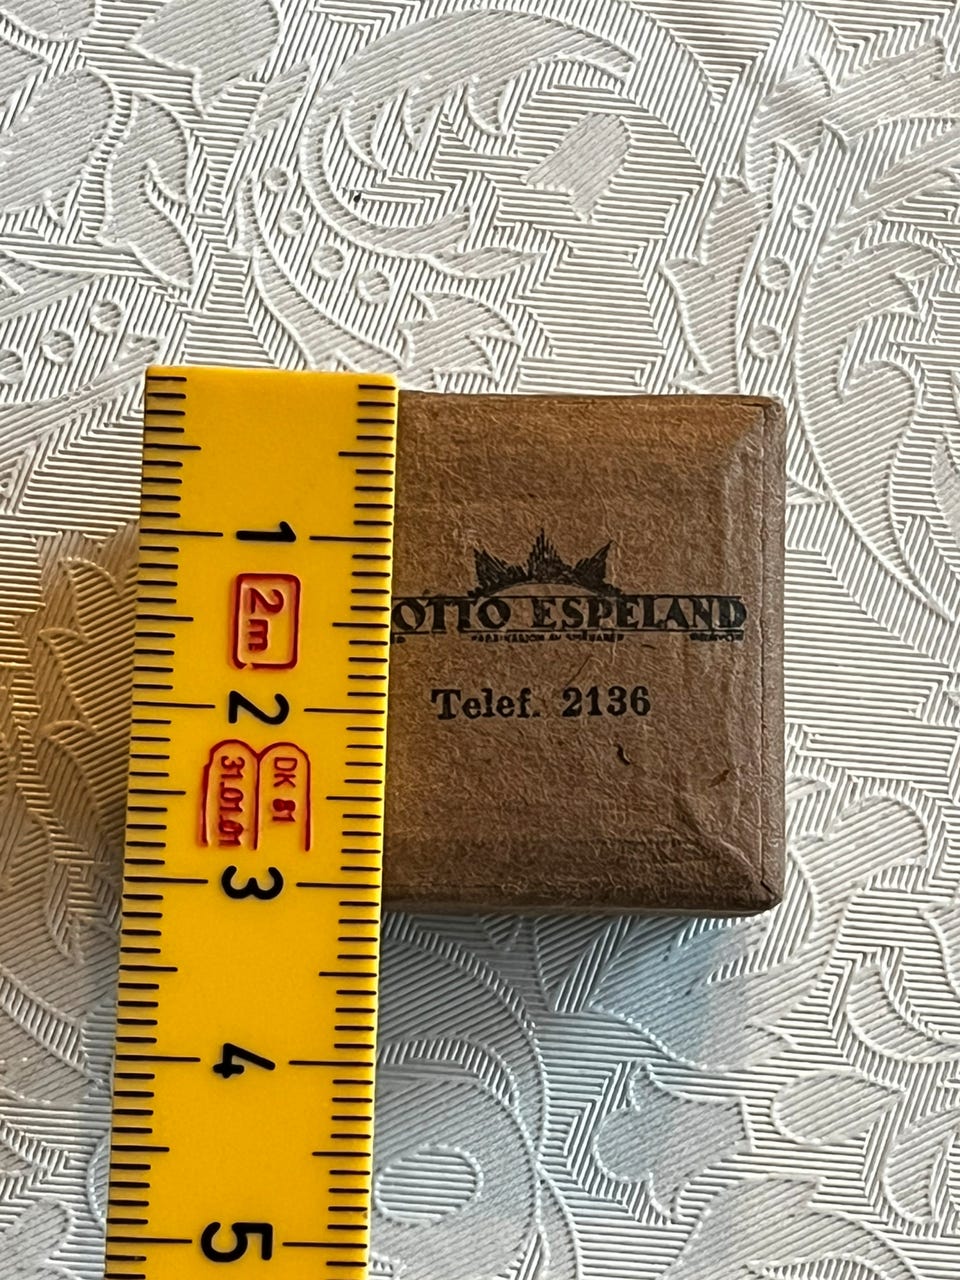 OTTO ESPELAND
Telef. 2136
1
2m
2
DK 81
31.01.01
3
4
5